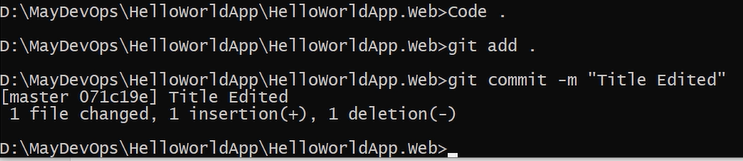 D:\MayDevOps\HelloWorldApp\HelloWorldApp.Web>Code .
D:\MayDevOps\HelloWorldApp\HelloWorldApp.Web>git add .
D:\MayDevOps\HelloWorldApp\HelloWorldApp.Web>git commit -m "Title Edited"
[master 071c19e] Title Edited
 1 file changed, 1 insertion(+), 1 deletion(-)
D:\MayDevOps\HelloWorldApp\HelloWorldApp.Web>